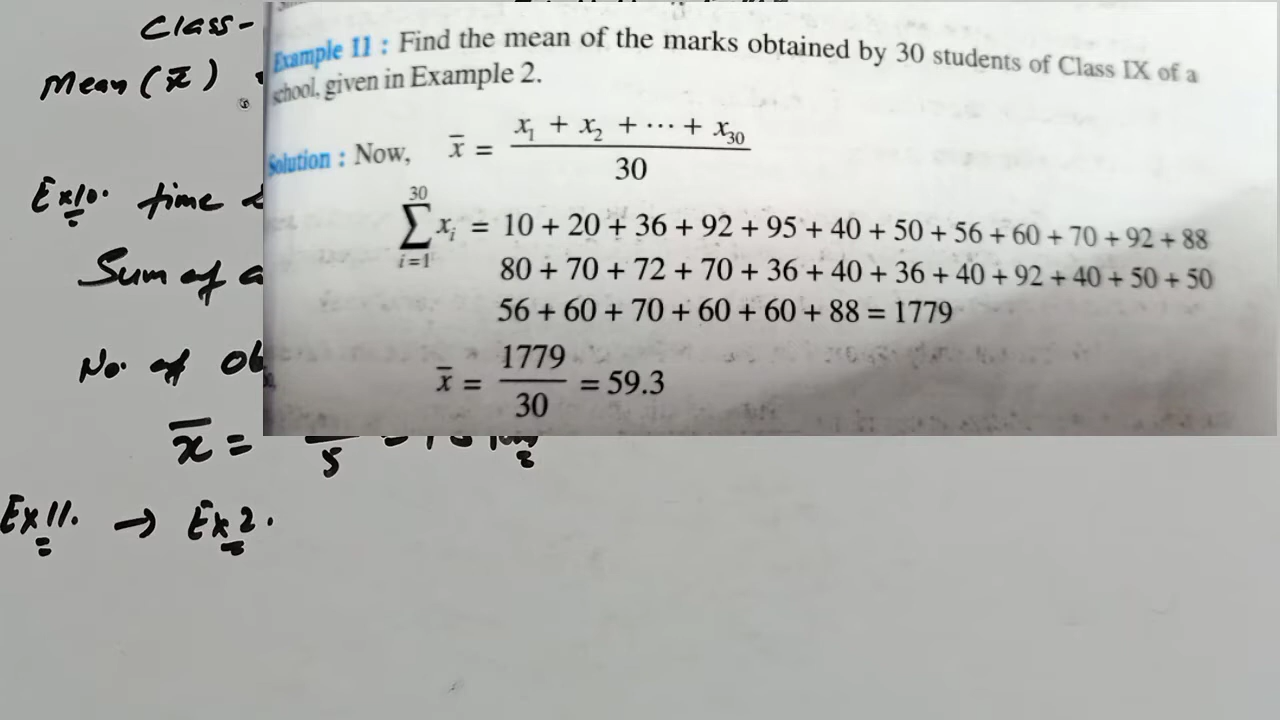 Class-
Mean (x̄)
Example 11 : Find the mean of the marks obtained by 30 students of Class IX of a
school, given in Example 2.
Solution : Now, x̄ = (x₁ + x₂ + ⋯ + x₃₀) / 30
Ex10. time
30
∑ xᵢ = 10 + 20 + 36 + 92 + 95 + 40 + 50 + 56 + 60 + 70 + 92 + 88
i=1
80 + 70 + 72 + 70 + 36 + 40 + 36 + 40 + 92 + 40 + 50 + 50
56 + 60 + 70 + 60 + 60 + 88 = 1779
Sum of a
No. of Ob
x̄ = 1779 / 30 = 59.3
x̄ = 5
Ex11. → Ex2.